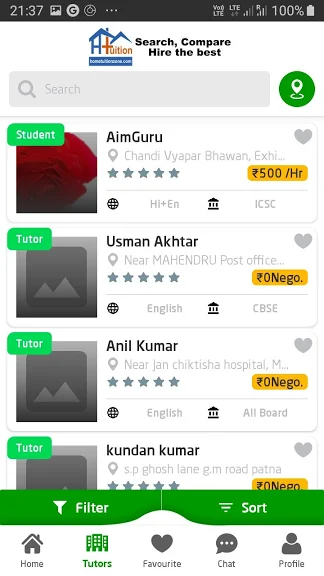 21:37
Vo)) LTE LTE R
100%
A+ Tuition
hometuitionzone.com
Search, Compare
Hire the best
Search
Student
AimGuru
Chandi Vyapar Bhawan, Exhi...
₹500 /Hr
Hi+En ICSC
Tutor
Usman Akhtar
Near MAHENDRU Post office...
₹0Nego.
English CBSE
Tutor
Anil Kumar
Near Jan chiktisha hospital, M...
₹0Nego.
English All Board
Tutor
kundan kumar
s.p ghosh lane g.m road patna
₹0Nego.
Filter Sort
Home Tutors Favourite Chat Profile